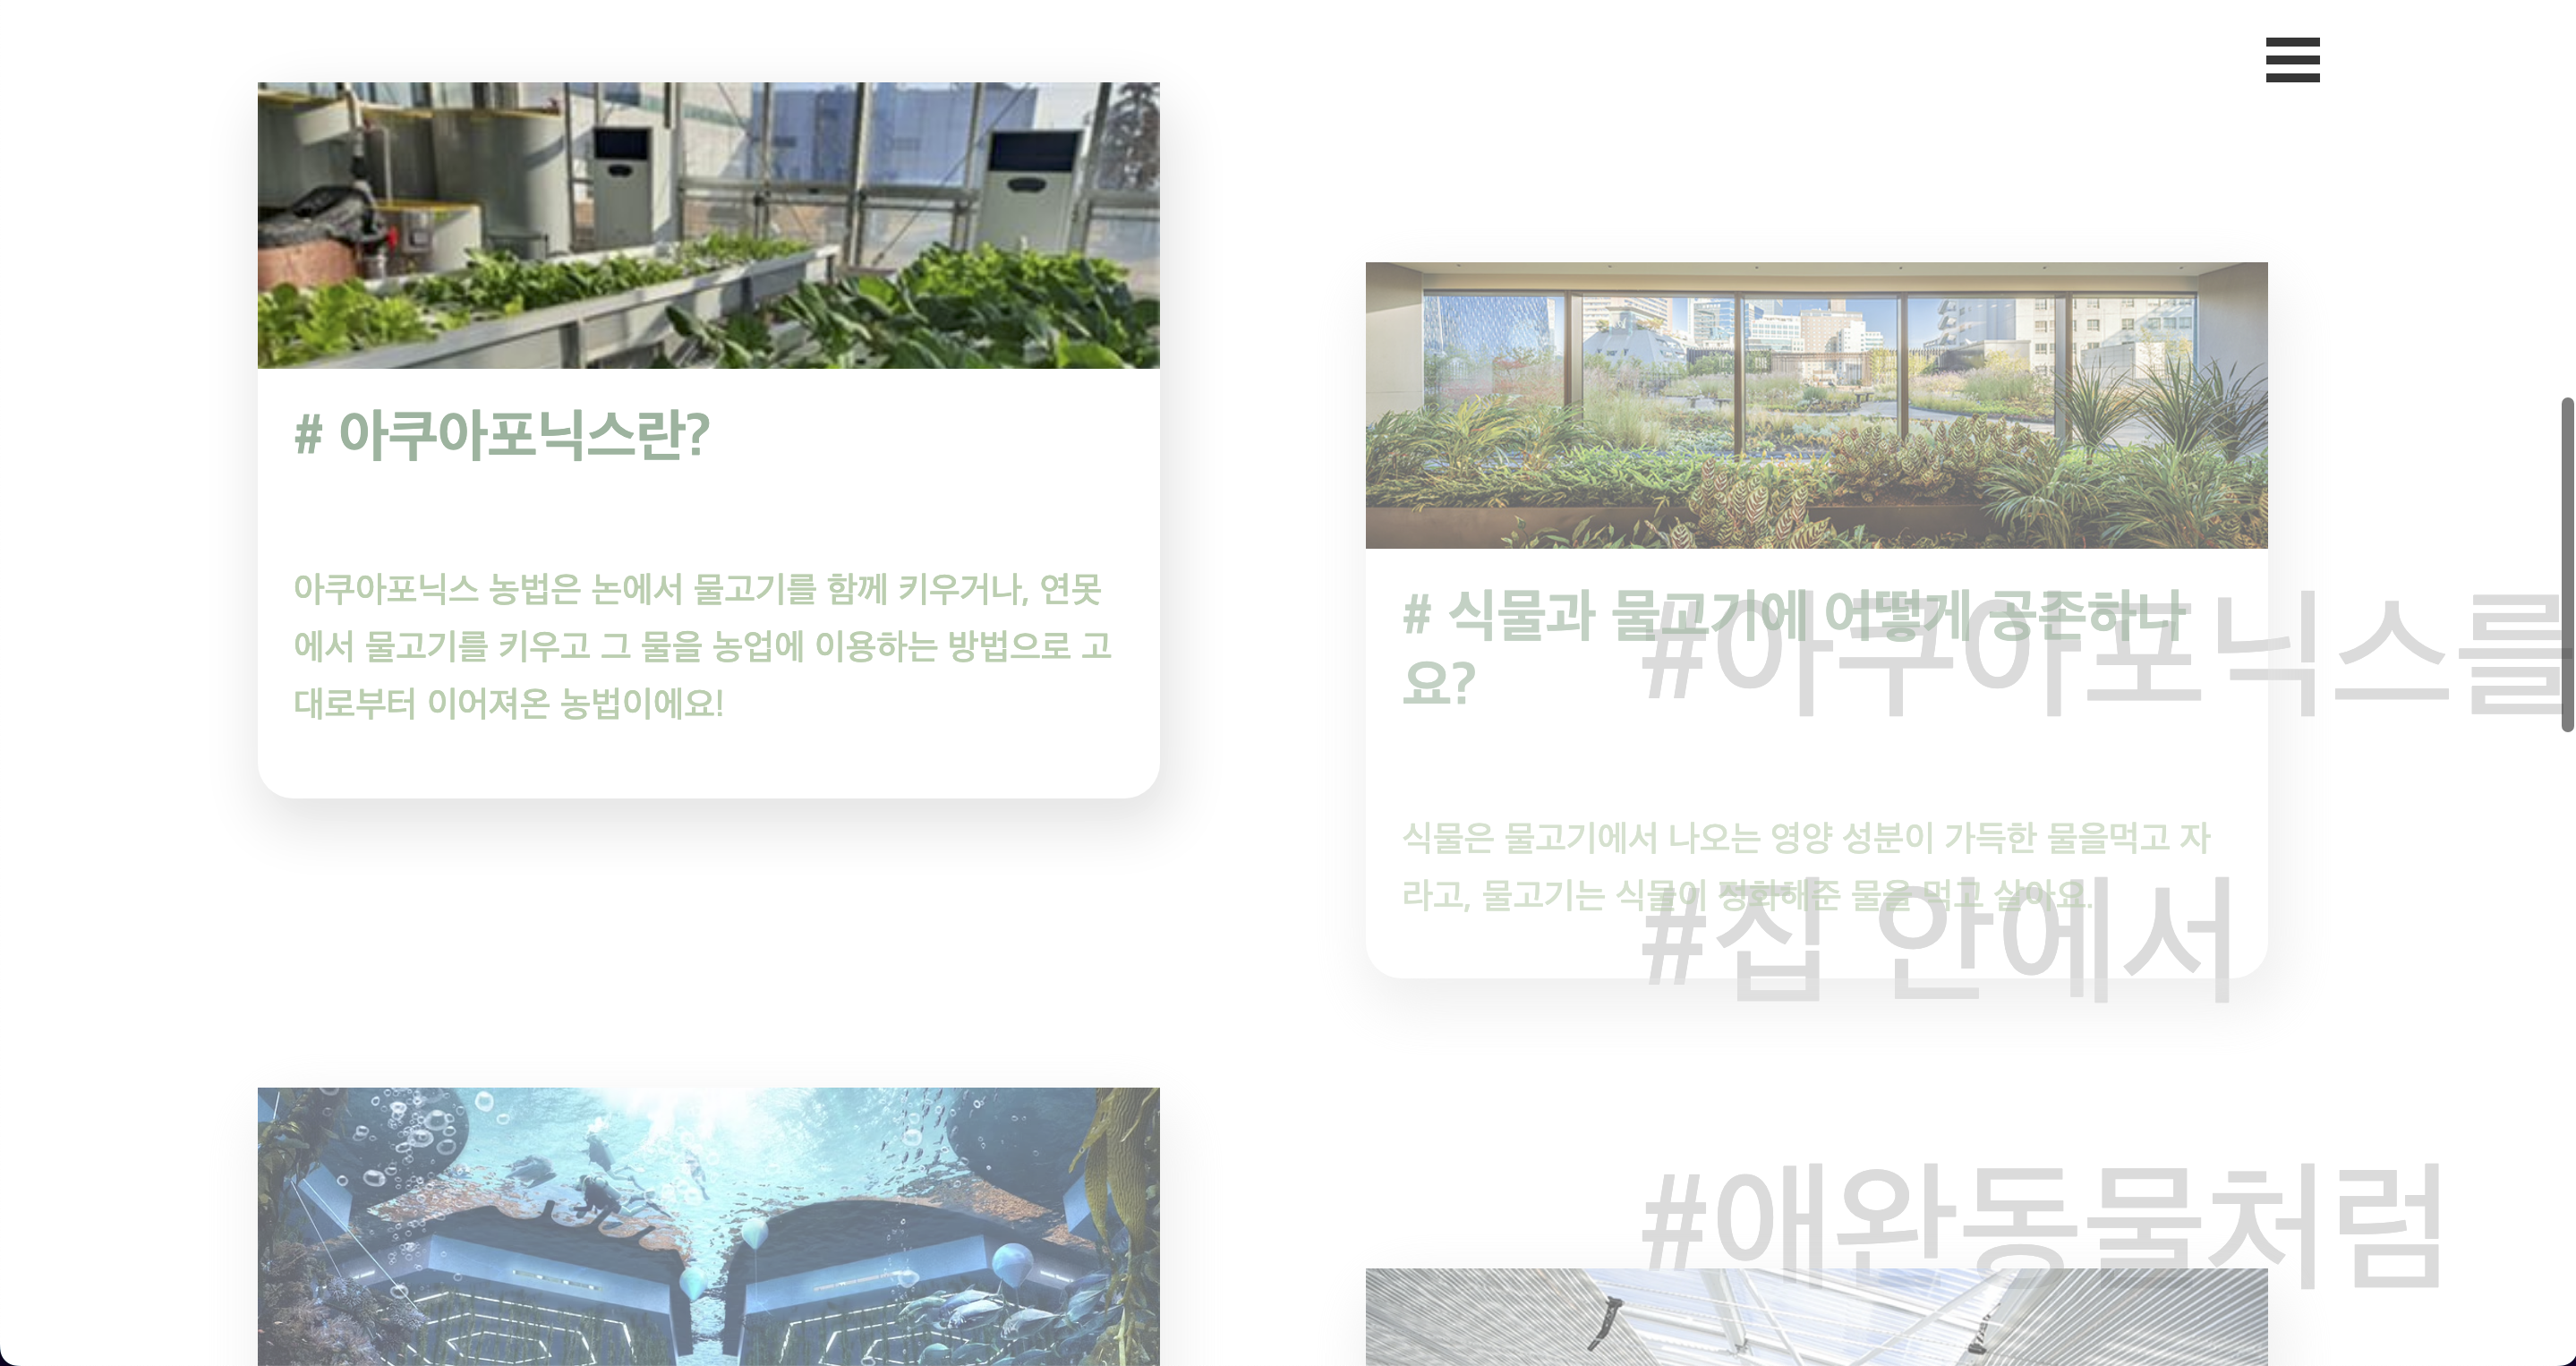 # 아쿠아포닉스란?
아쿠아포닉스 농법은 논에서 물고기를 함께 키우거나, 연못
에서 물고기를 키우고 그 물을 농업에 이용하는 방법으로 고
대로부터 이어져온 농법이에요!
# 식물과 물고기에 어떻게 공존하나
요?
#아쿠아포닉스를
식물은 물고기에서 나오는 영양 성분이 가득한 물을먹고 자
라고, 물고기는 식물이 정화해준 물을 먹고 살아요.
#집 안에서
#애완동물처럼